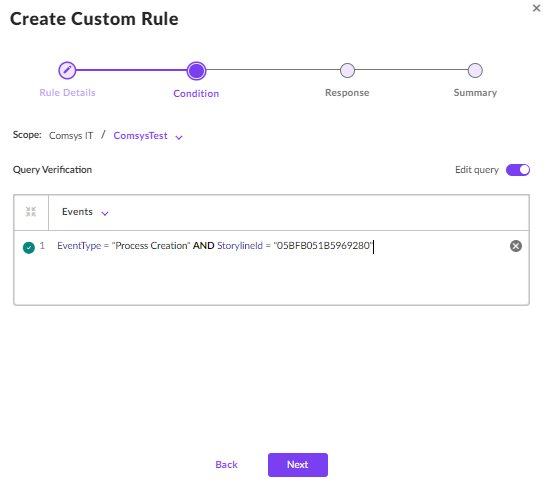 Create Custom Rule
Rule Details
Condition
Response
Summary
Scope: Comsys IT / ComsysTest
Query Verification
Edit query
Events
1 EventType = "Process Creation" AND StorylineId = "05BFB051B5969280"
Back
Next